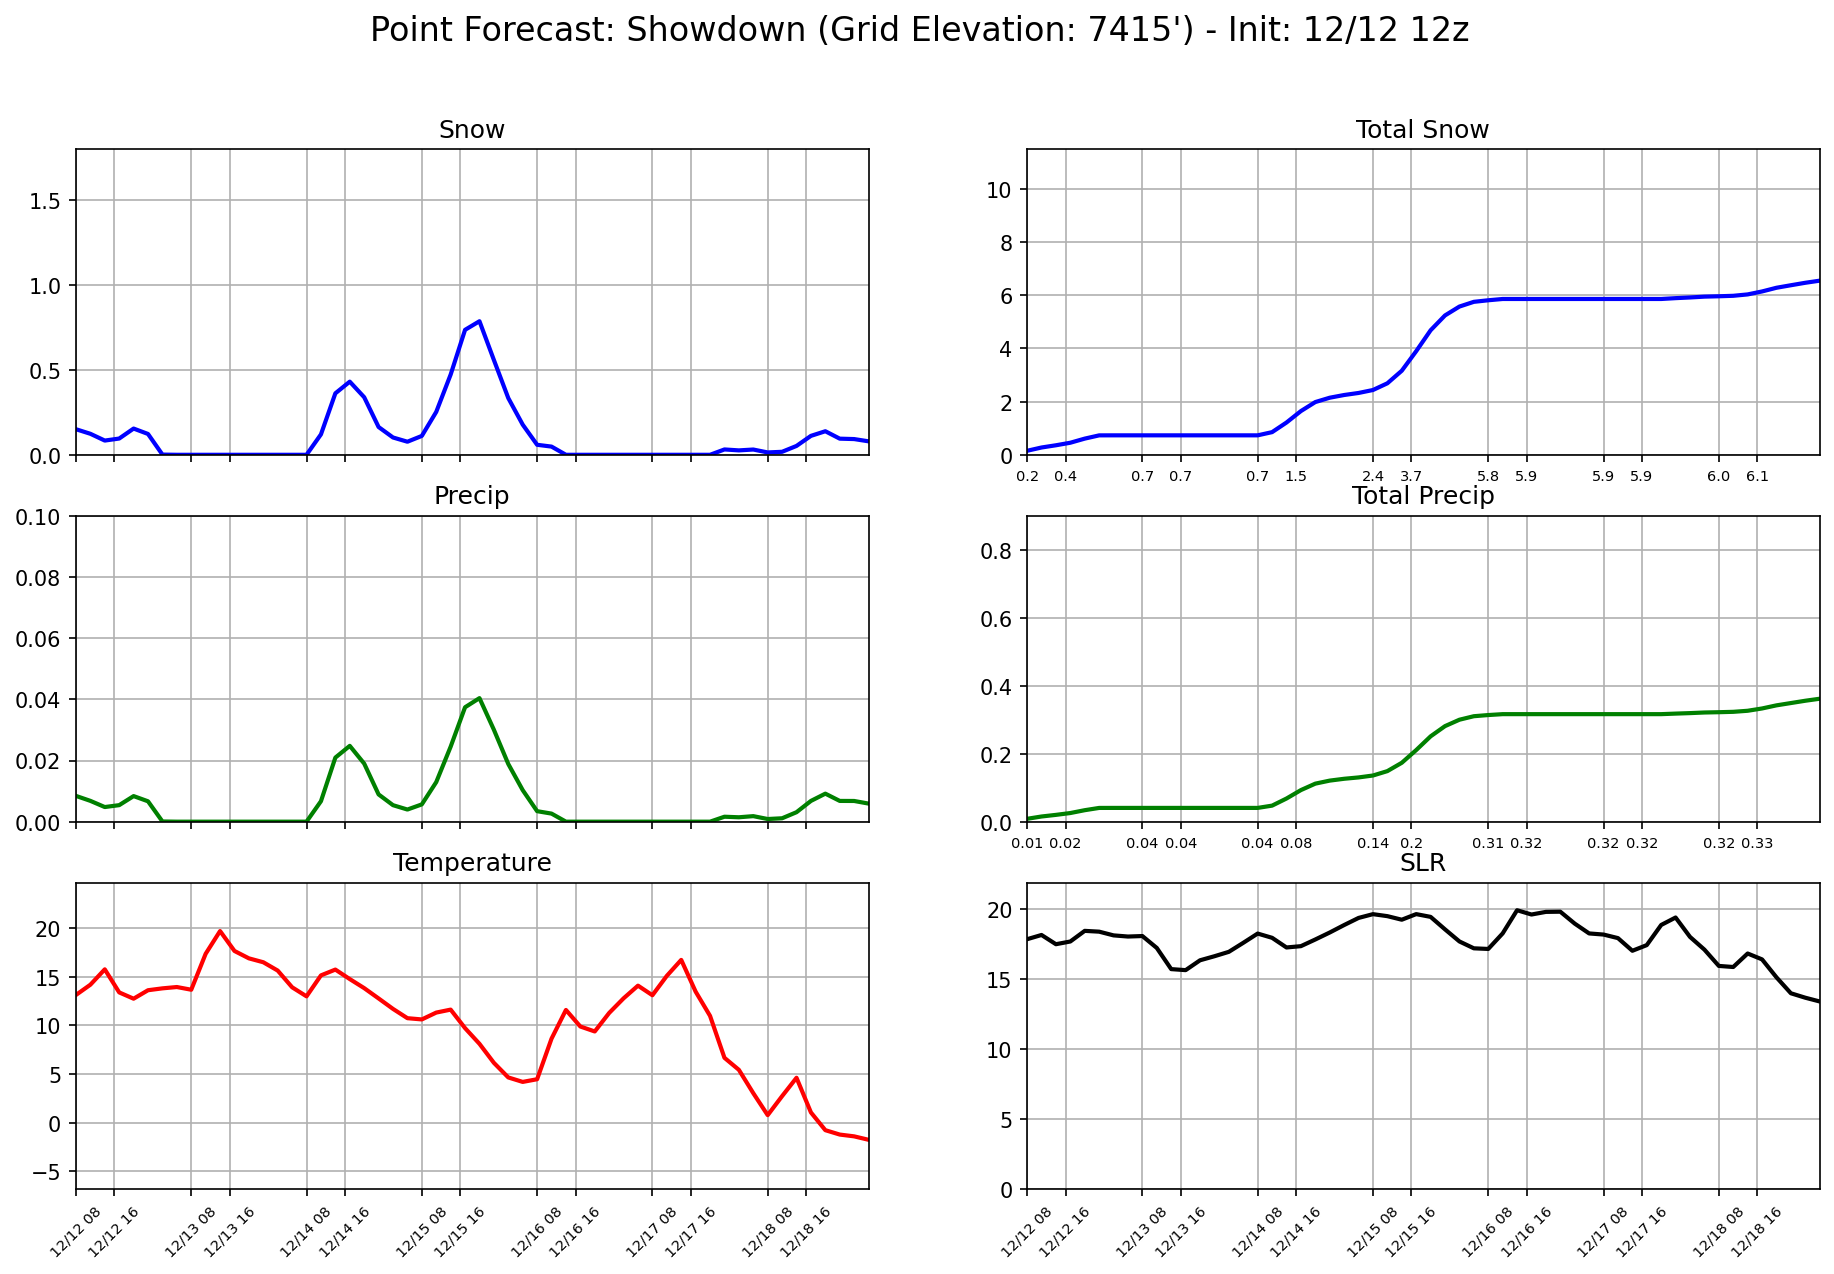 Point Forecast: Showdown (Grid Elevation: 7415') - Init: 12/12 12z
Snow
1.5
1.0
0.5
0.0
Total Snow
10
8
6
4
2
0
0.2 0.4 0.7 0.7 0.7 1.5 2.4 3.7 5.8 5.9 5.9 5.9 6.0 6.1
Precip
0.10
0.08
0.06
0.04
0.02
0.00
Total Precip
0.8
0.6
0.4
0.2
0.0
0.01 0.02 0.04 0.04 0.04 0.08 0.14 0.2 0.31 0.32 0.32 0.32 0.32 0.33
Temperature
20
15
10
5
0
−5
12/12 08 12/12 16 12/13 08 12/13 16 12/14 08 12/14 16 12/15 08 12/15 16 12/16 08 12/16 16 12/17 08 12/17 16 12/18 08 12/18 16
SLR
20
15
10
5
0
12/12 08 12/12 16 12/13 08 12/13 16 12/14 08 12/14 16 12/15 08 12/15 16 12/16 08 12/16 16 12/17 08 12/17 16 12/18 08 12/18 16